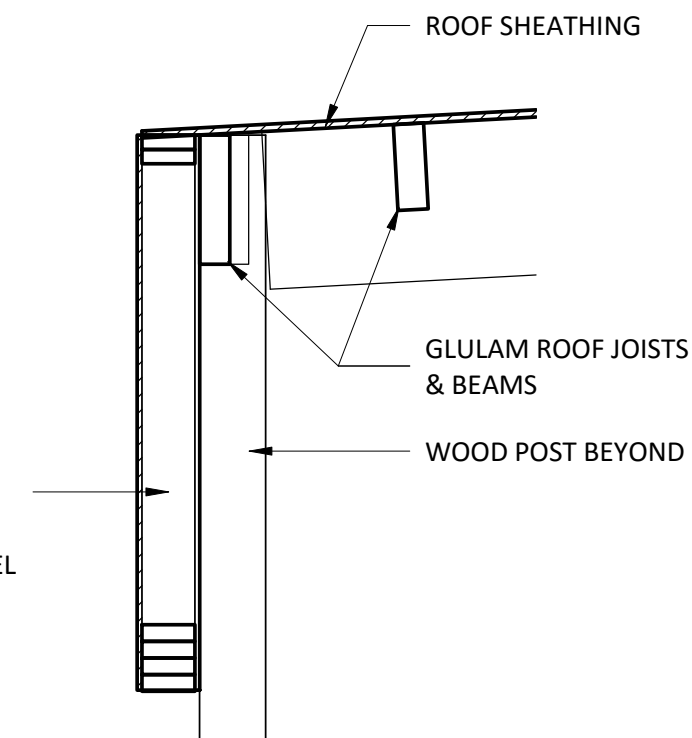 ROOF SHEATHING
GLULAM ROOF JOISTS
& BEAMS
WOOD POST BEYOND
EL